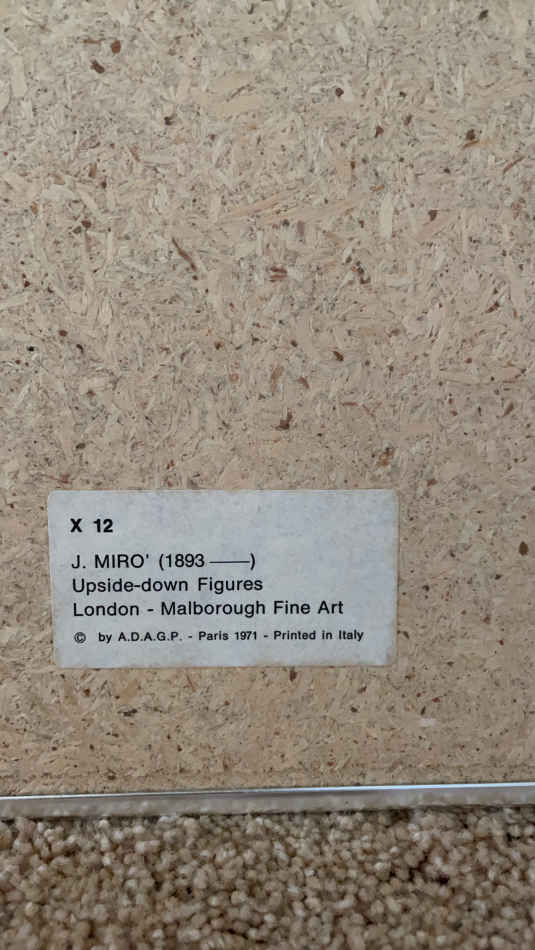 X 12
J. MIRO' (1893 ——)
Upside-down Figures
London - Malborough Fine Art
© by A.D.A.G.P. - Paris 1971 - Printed in Italy